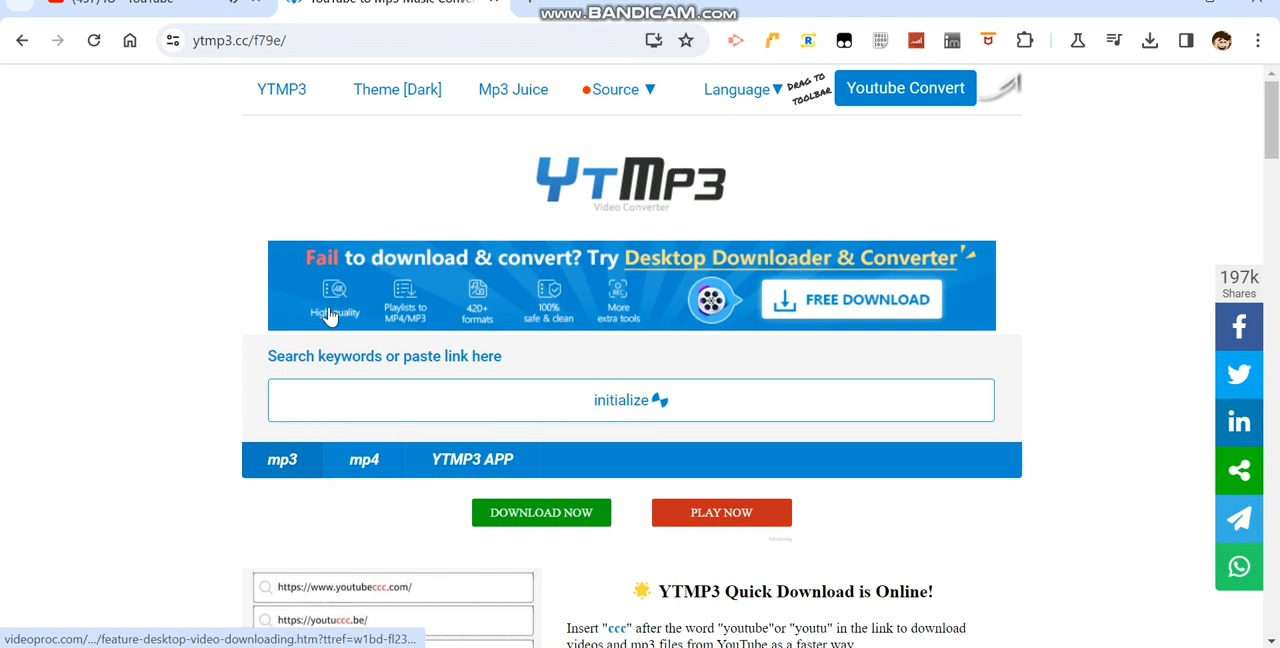 www.BANDICAM.com
ytmp3.cc/f79e/
YTMP3
Theme [Dark]
Mp3 Juice
Source ▼
Language▼
DRAG TO
TOOLBAR
Youtube Convert
YTMP3
Video Converter
Fail to download & convert? Try Desktop Downloader & Converter
4K
High quality
Playlists to
MP4/MP3
420+
formats
100%
safe & clean
REC
More
extra tools
FREE DOWNLOAD
197k
Shares
Search keywords or paste link here
initialize
mp3
mp4
YTMP3 APP
DOWNLOAD NOW
PLAY NOW
Advertising
https://www.youtubeccc.com/
https://youtuccc.be/
YTMP3 Quick Download is Online!
Insert "ccc" after the word "youtube"or "youtu" in the link to download
videos and mp3 files from YouTube as a faster way.
videoproc.com/.../feature-desktop-video-downloading.htm?ttref=w1bd-fl23...